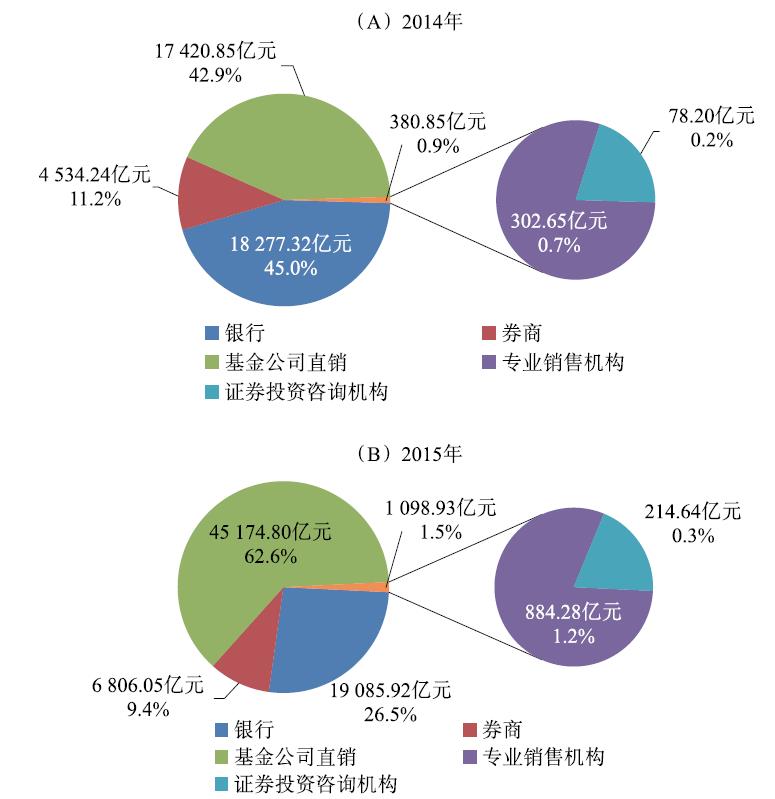 （A）2014年
17 420.85亿元
42.9%
380.85亿元
0.9%
78.20亿元
0.2%
4 534.24亿元
11.2%
302.65亿元
0.7%
18 277.32亿元
45.0%
银行
券商
基金公司直销
专业销售机构
证券投资咨询机构
（B）2015年
1 098.93亿元
1.5%
214.64亿元
0.3%
45 174.80亿元
62.6%
884.28亿元
1.2%
6 806.05亿元
9.4%
19 085.92亿元
26.5%
银行
券商
基金公司直销
专业销售机构
证券投资咨询机构